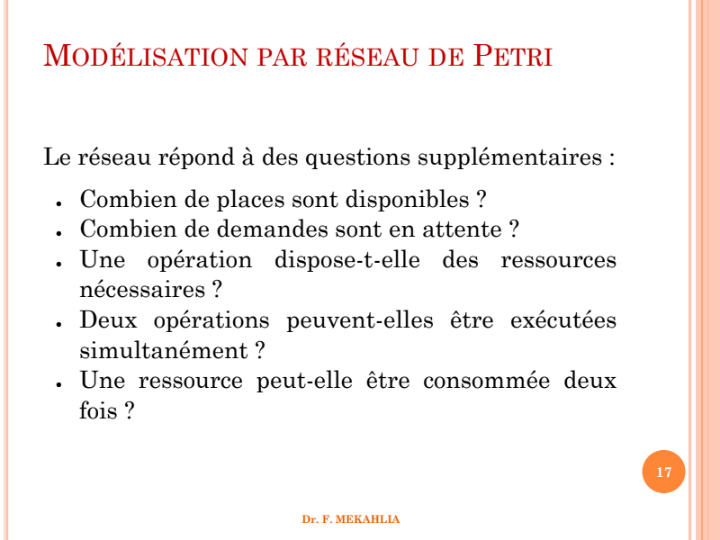 Modélisation par réseau de Petri
Le réseau répond à des questions supplémentaires :
• Combien de places sont disponibles ?
• Combien de demandes sont en attente ?
• Une opération dispose-t-elle des ressources
nécessaires ?
• Deux opérations peuvent-elles être exécutées
simultanément ?
• Une ressource peut-elle être consommée deux
fois ?
17
Dr. F. MEKAHLIA